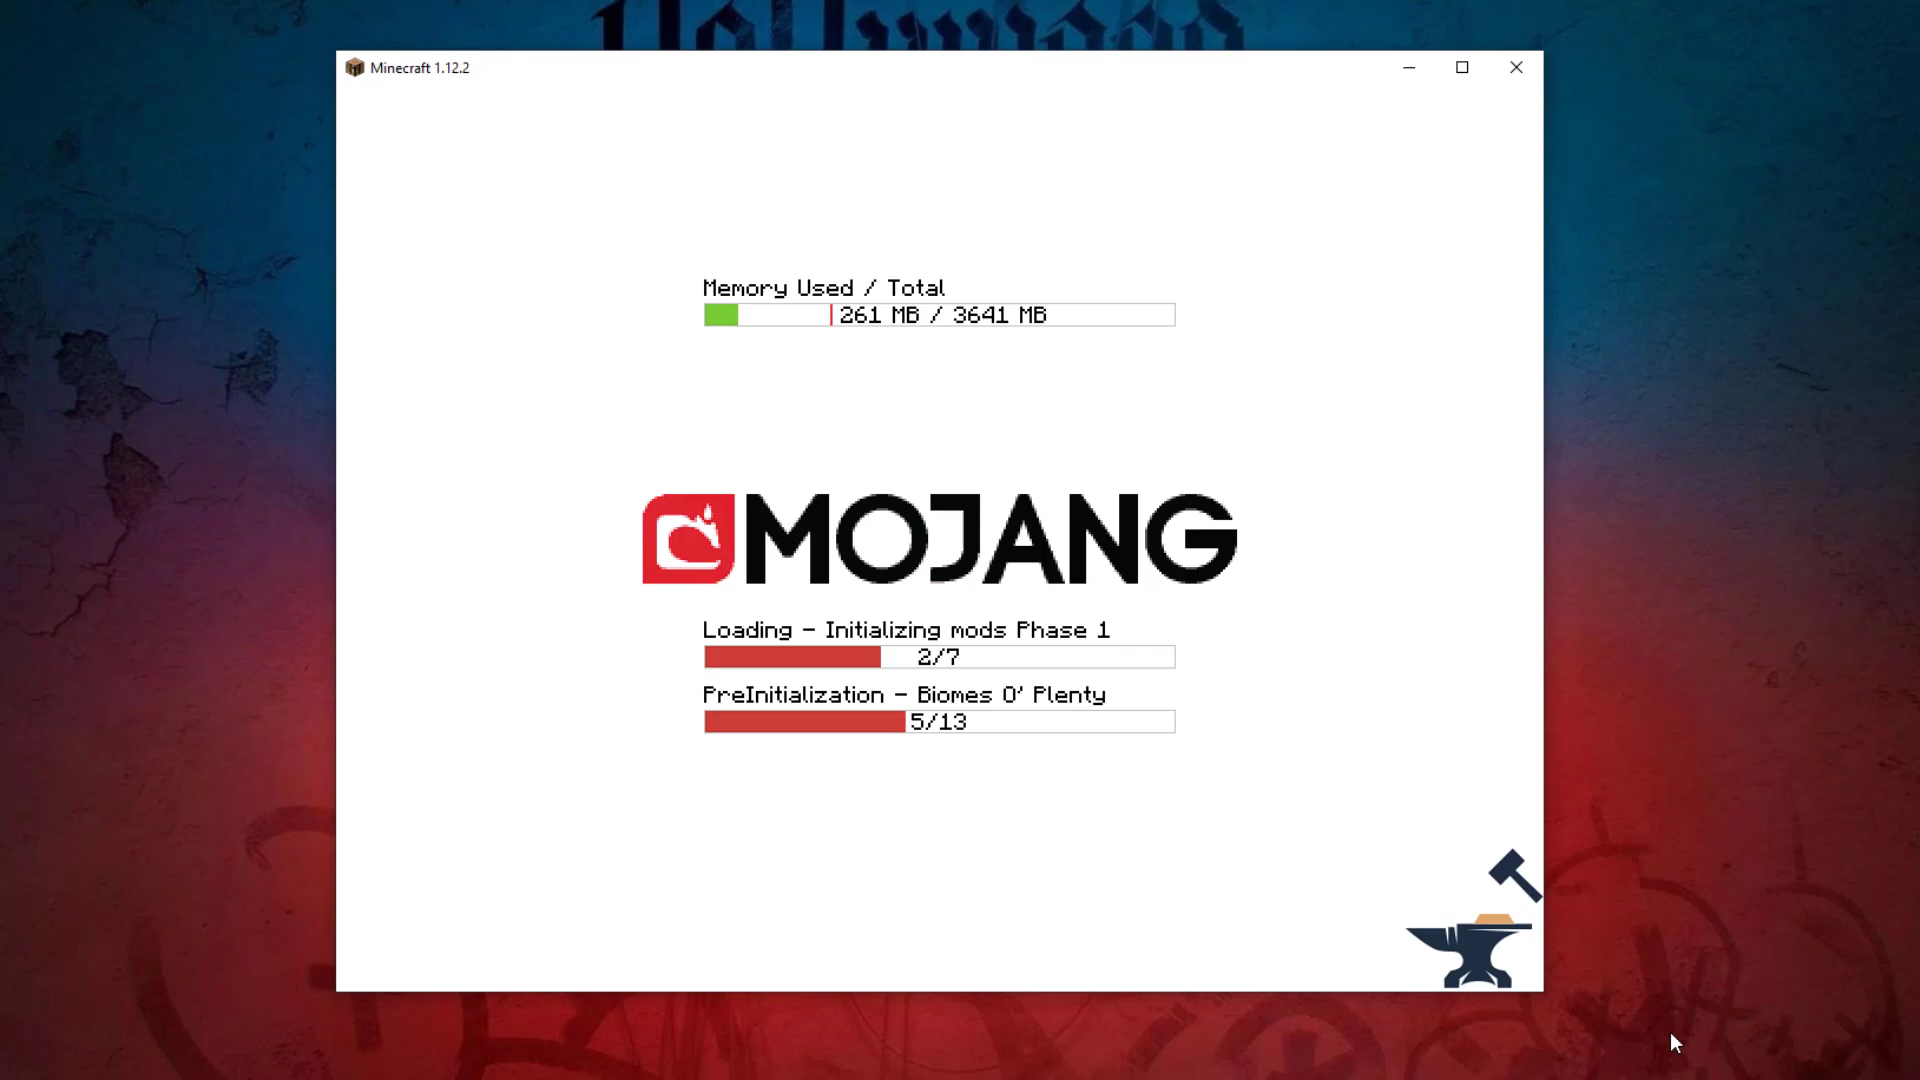 Minecraft 1.12.2
Memory Used / Total
261 MB / 3641 MB
MOJANG
Loading - Initializing mods Phase 1
2/7
PreInitialization - Biomes O' Plenty
5/13